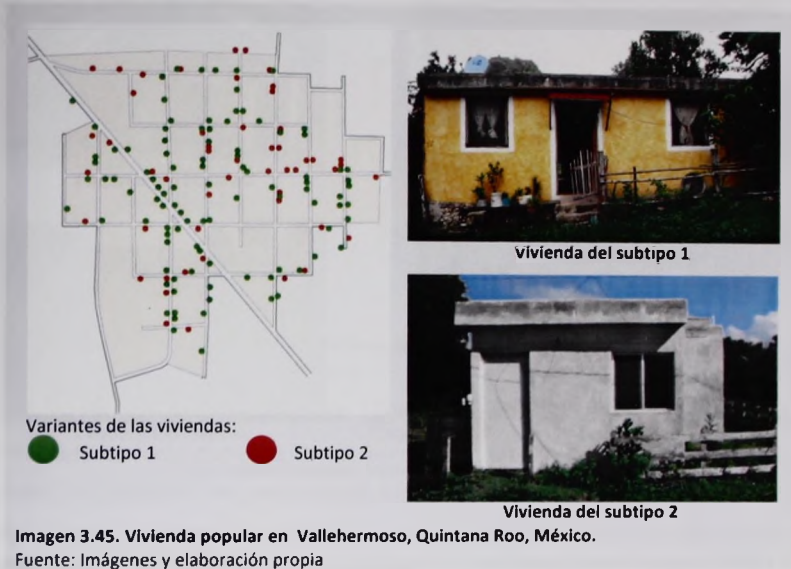 Vivienda del subtipo 1
Vivienda del subtipo 2
Variantes de las viviendas:
Subtipo 1 Subtipo 2
Imagen 3.45. Vivienda popular en Vallehermoso, Quintana Roo, México.
Fuente: Imágenes y elaboración propia